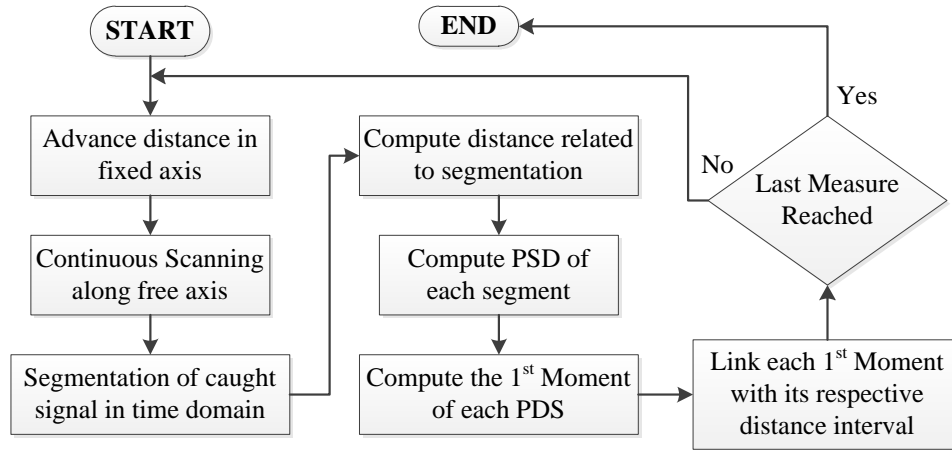 START
Advance distance in
fixed axis
Continuous Scanning
along free axis
Segmentation of caught
signal in time domain
Compute distance related
to segmentation
Compute PSD of
each segment
Compute the 1st Moment
of each PDS
Link each 1st Moment
with its respective
distance interval
Last Measure
Reached
No
Yes
END